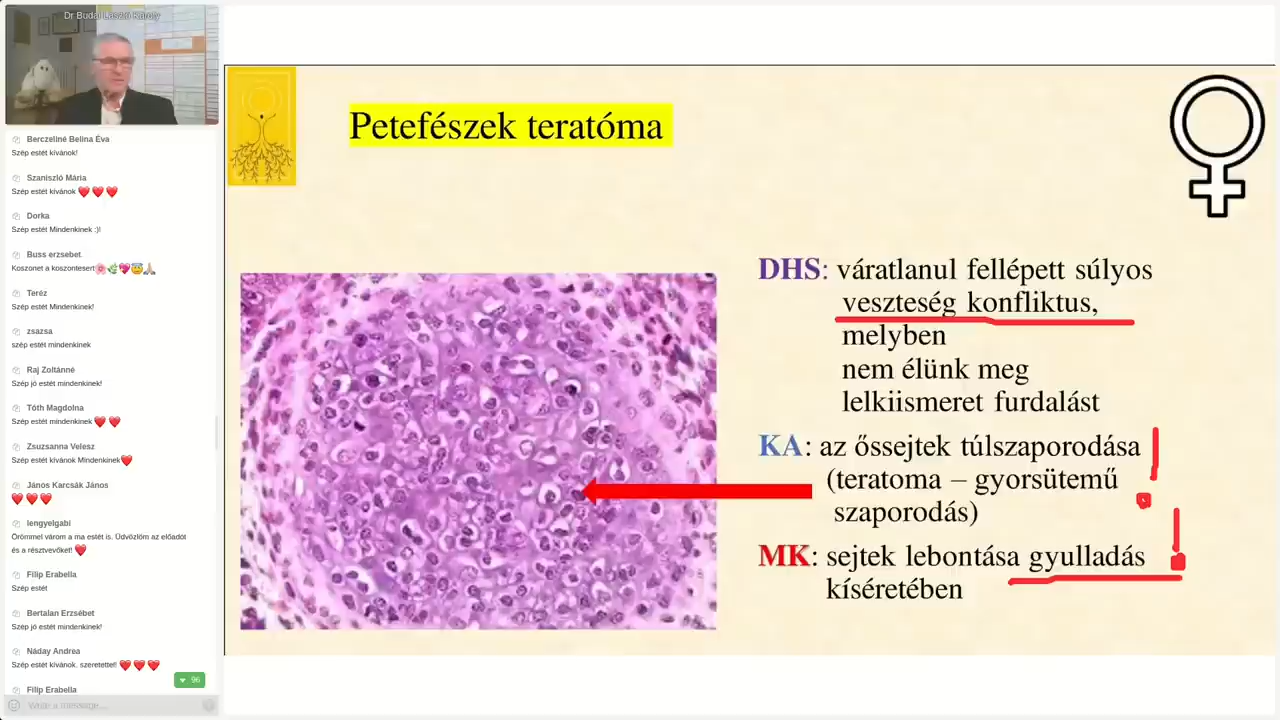 Dr Budai László Károly
Berczeliné Belina Éva
Szép estét kívánok!
Szaniszló Mária
Szép estét kívánok ❤️ ❤️ ❤️
Dorka
Szép estét Mindenkinek :)!
Buss erzsebet
Koszonet a koszontesert🌸🌿💖😇🙏
Teréz
Szép estét Mindenkinek!
zsazsa
szép estét mindenkinek
Raj Zoltánné
Szép jó estét mindenkinek!
Tóth Magdolna
Szép estét mindenkinek ❤️ ❤️
Zsuzsanna Velesz
Szép estét kívánok Mindenkinek❤️
János Karcsák János
❤️ ❤️ ❤️
lengyelgabi
Örömmel várom a ma estét is. Üdvözlöm az előadót
és a résztvevőket! ❤️
Filip Erabella
Szép estét
Bertalan Erzsébet
Szép jó estét mindenkinek!
Náday Andrea
Szép estét kívánok. szeretettel! ❤️ ❤️ ❤️
96
Filip Erabella
Write a message...
Petefészek teratóma
DHS: váratlanul fellépett súlyos
veszteség konfliktus,
melyben
nem élünk meg
lelkiismeret furdalást
KA: az őssejtek túlszaporodása
(teratoma – gyorsütemű
szaporodás)
MK: sejtek lebontása gyulladás
kíséretében